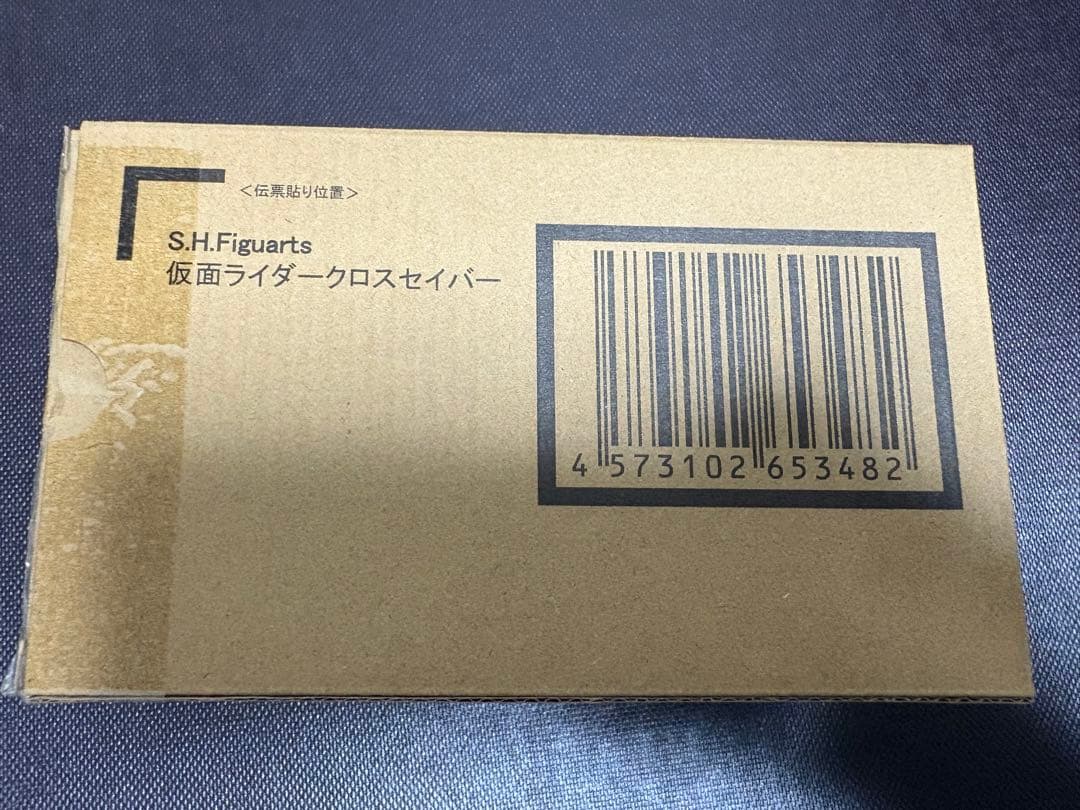 <伝票貼り位置>
S.H.Figuarts
仮面ライダークロスセイバー
4 573102 653482